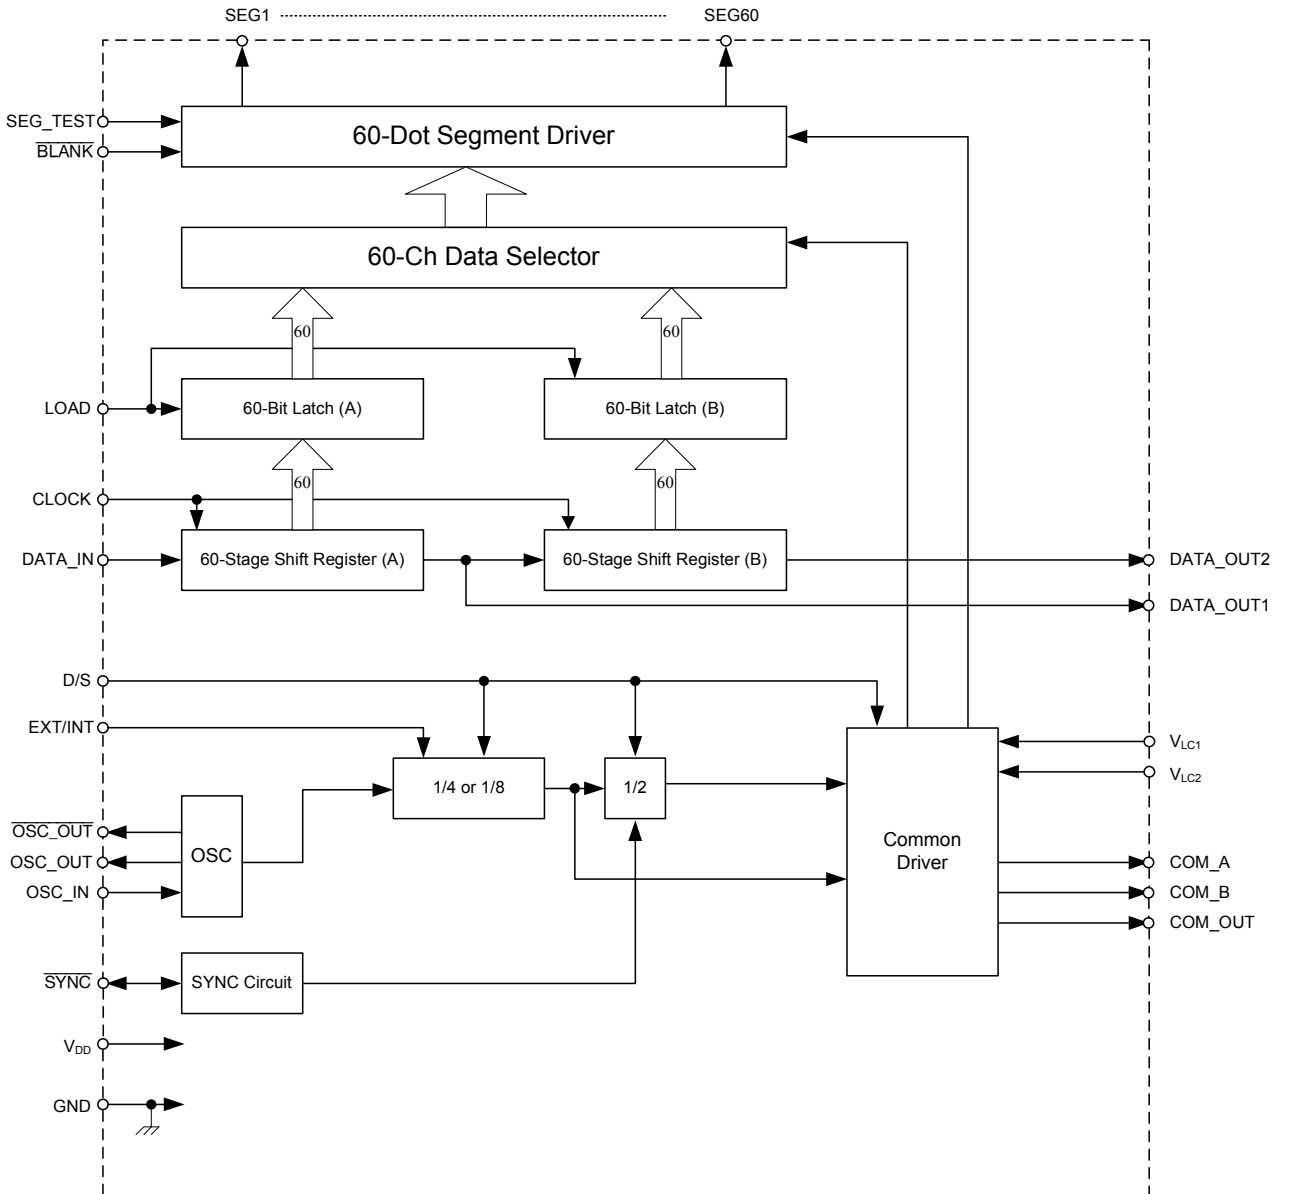 SEG1 SEG60
SEG_TEST
60-Dot Segment Driver
BLANK
60-Ch Data Selector
60 60
LOAD
60-Bit Latch (A) 60-Bit Latch (B)
60 60
CLOCK
DATA_IN
60-Stage Shift Register (A) 60-Stage Shift Register (B)
DATA_OUT2
DATA_OUT1
D/S
EXT/INT
VLC1
VLC2
1/4 or 1/8 1/2
OSC_OUT
OSC_OUT
OSC_IN
OSC
Common
Driver
COM_A
COM_B
COM_OUT
SYNC
SYNC Circuit
VDD
GND